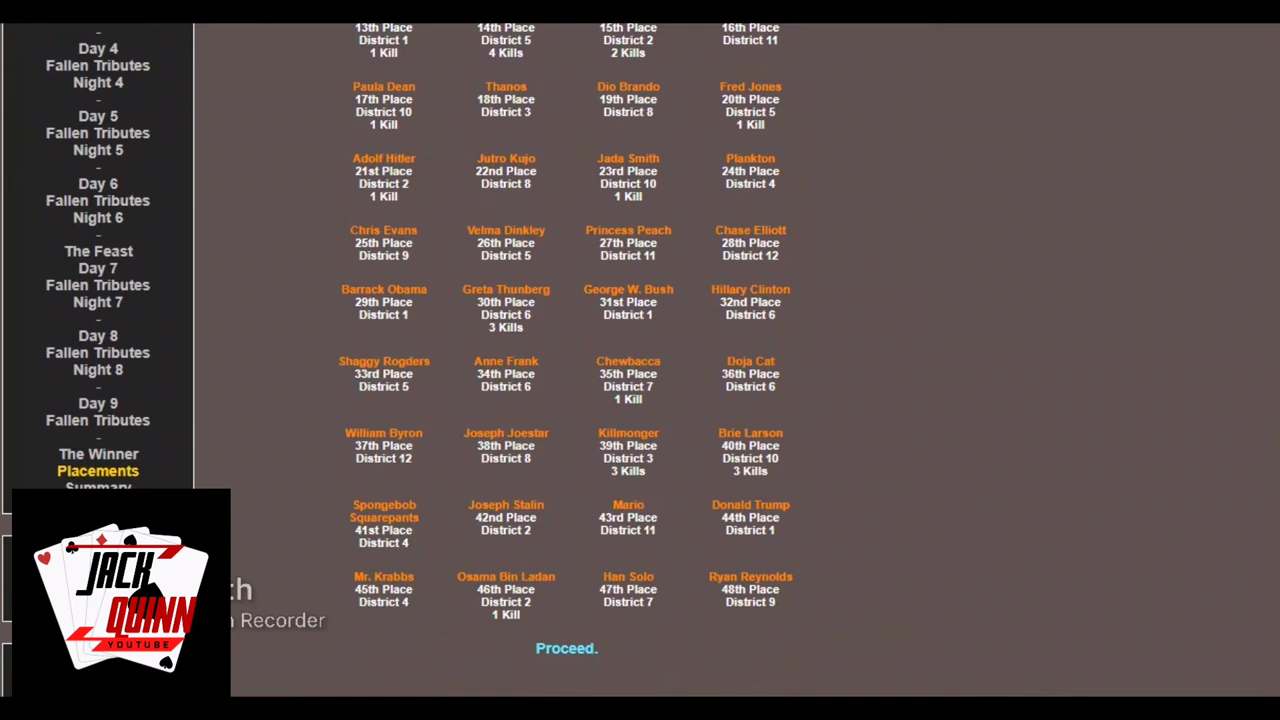 -
Day 4
Fallen Tributes
Night 4
-
Day 5
Fallen Tributes
Night 5
-
Day 6
Fallen Tributes
Night 6
-
The Feast
Day 7
Fallen Tributes
Night 7
-
Day 8
Fallen Tributes
Night 8
-
Day 9
Fallen Tributes
-
The Winner
Placements
Summary
13th Place 14th Place 15th Place 16th Place
District 1 District 5 District 2 District 11
1 Kill 4 Kills 2 Kills
Paula Dean Thanos Dio Brando Fred Jones
17th Place 18th Place 19th Place 20th Place
District 10 District 3 District 8 District 5
1 Kill 1 Kill
Adolf Hitler Jutro Kujo Jada Smith Plankton
21st Place 22nd Place 23rd Place 24th Place
District 2 District 8 District 10 District 4
1 Kill 1 Kill
Chris Evans Velma Dinkley Princess Peach Chase Elliott
25th Place 26th Place 27th Place 28th Place
District 9 District 5 District 11 District 12
Barrack Obama Greta Thunberg George W. Bush Hillary Clinton
29th Place 30th Place 31st Place 32nd Place
District 1 District 6 District 1 District 6
3 Kills
Shaggy Rogders Anne Frank Chewbacca Doja Cat
33rd Place 34th Place 35th Place 36th Place
District 5 District 6 District 7 District 6
1 Kill
William Byron Joseph Joestar Killmonger Brie Larson
37th Place 38th Place 39th Place 40th Place
District 12 District 8 District 3 District 10
3 Kills 3 Kills
Spongebob Joseph Stalin Mario Donald Trump
Squarepants 42nd Place 43rd Place 44th Place
41st Place District 2 District 11 District 1
District 4
Mr. Krabbs Osama Bin Ladan Han Solo Ryan Reynolds
45th Place 46th Place 47th Place 48th Place
District 4 District 2 District 7 District 9
1 Kill
Proceed.
JACK
QUINN
YOUTUBE
th
Recorder